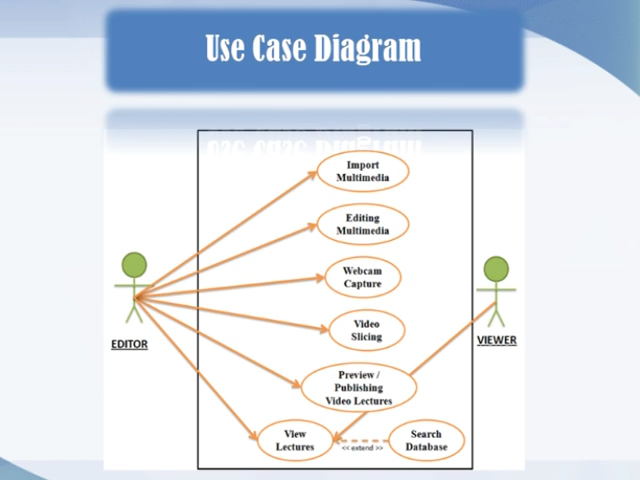 Use Case Diagram
Import
Multimedia
Editing
Multimedia
Webcam
Capture
Video
Slicing
EDITOR
VIEWER
Preview /
Publishing
Video Lectures
View
Lectures
Search
Database
<< extend >>